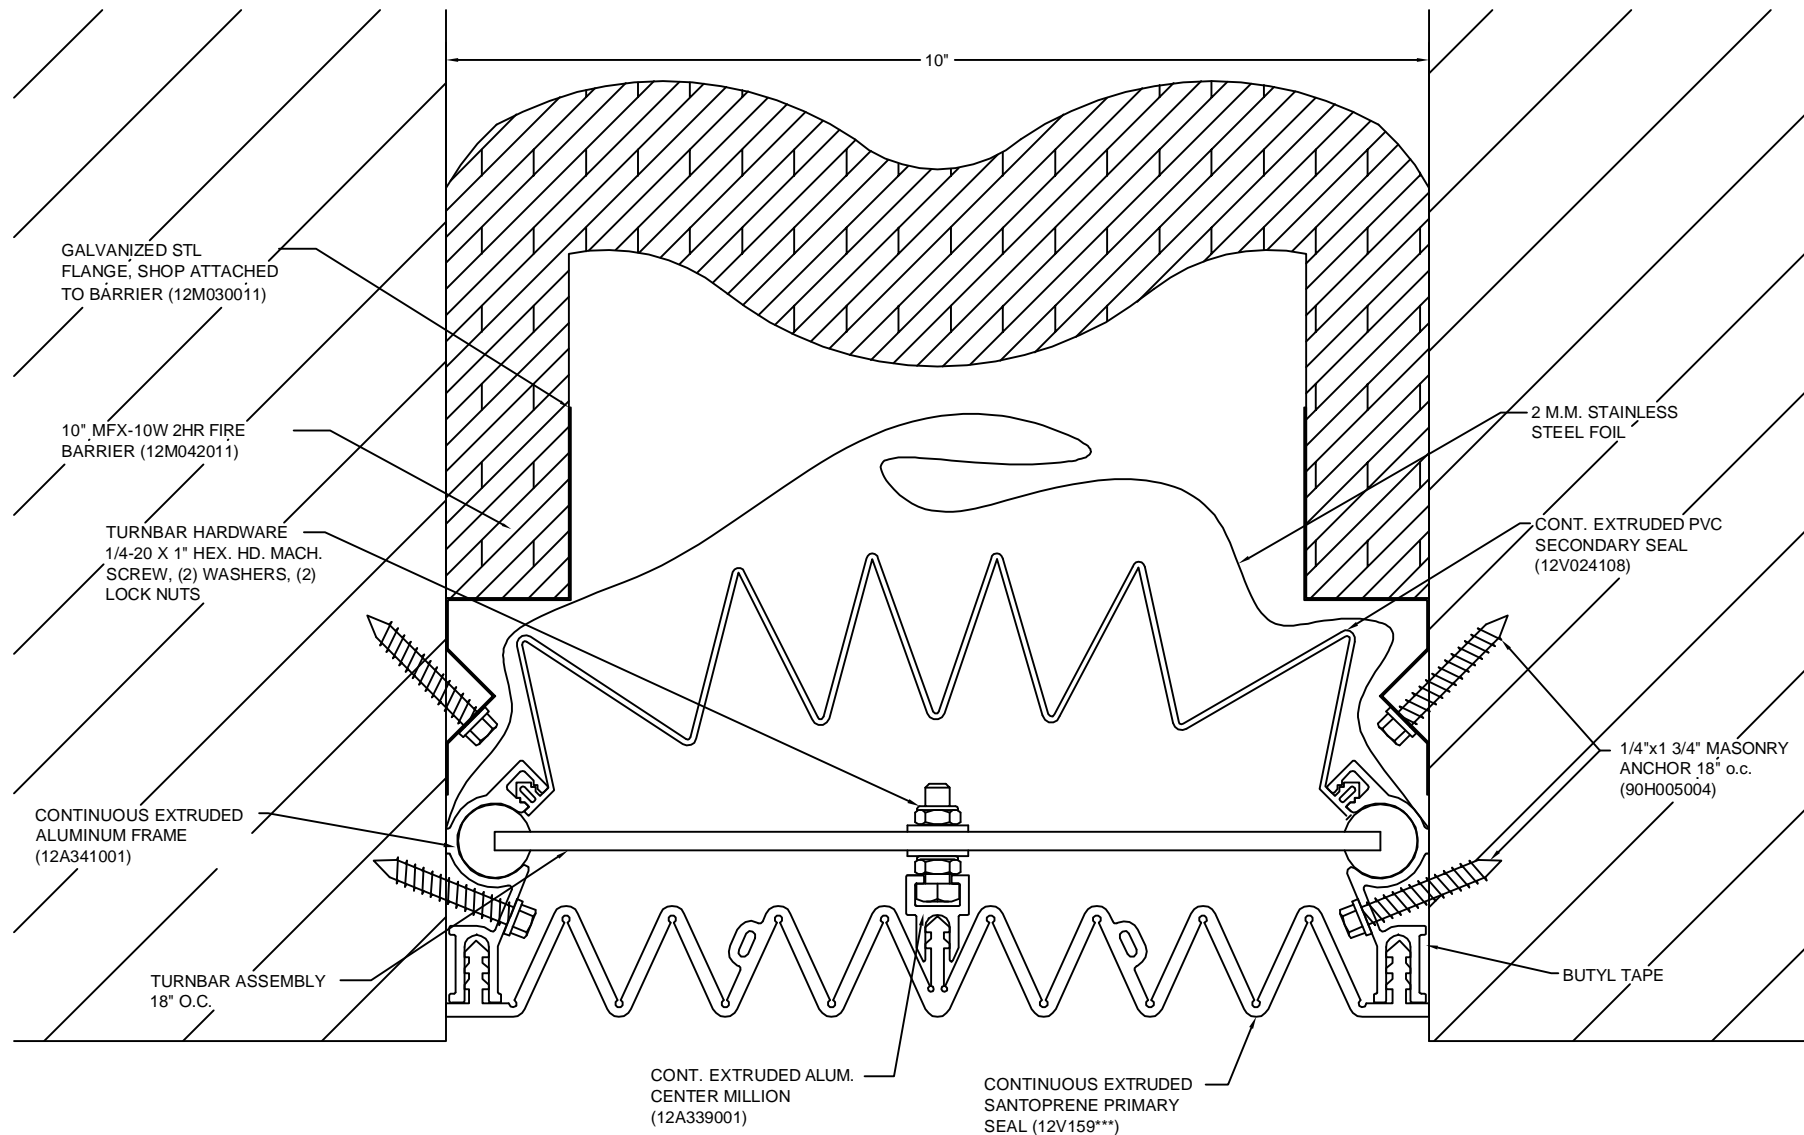 10"
GALVANIZED STL
FLANGE, SHOP ATTACHED
TO BARRIER (12M030011)
10" MFX-10W 2HR FIRE
BARRIER (12M042011)
TURNBAR HARDWARE
1/4-20 X 1" HEX. HD. MACH.
SCREW, (2) WASHERS, (2)
LOCK NUTS
CONTINUOUS EXTRUDED
ALUMINUM FRAME
(12A341001)
TURNBAR ASSEMBLY
18" O.C.
CONT. EXTRUDED ALUM.
CENTER MILLION
(12A339001)
CONTINUOUS EXTRUDED
SANTOPRENE PRIMARY
SEAL (12V159***)
2 M.M. STAINLESS
STEEL FOIL
CONT. EXTRUDED PVC
SECONDARY SEAL
(12V024108)
1/4"x1 3/4" MASONRY
ANCHOR 18" o.c.
(90H005004)
BUTYL TAPE